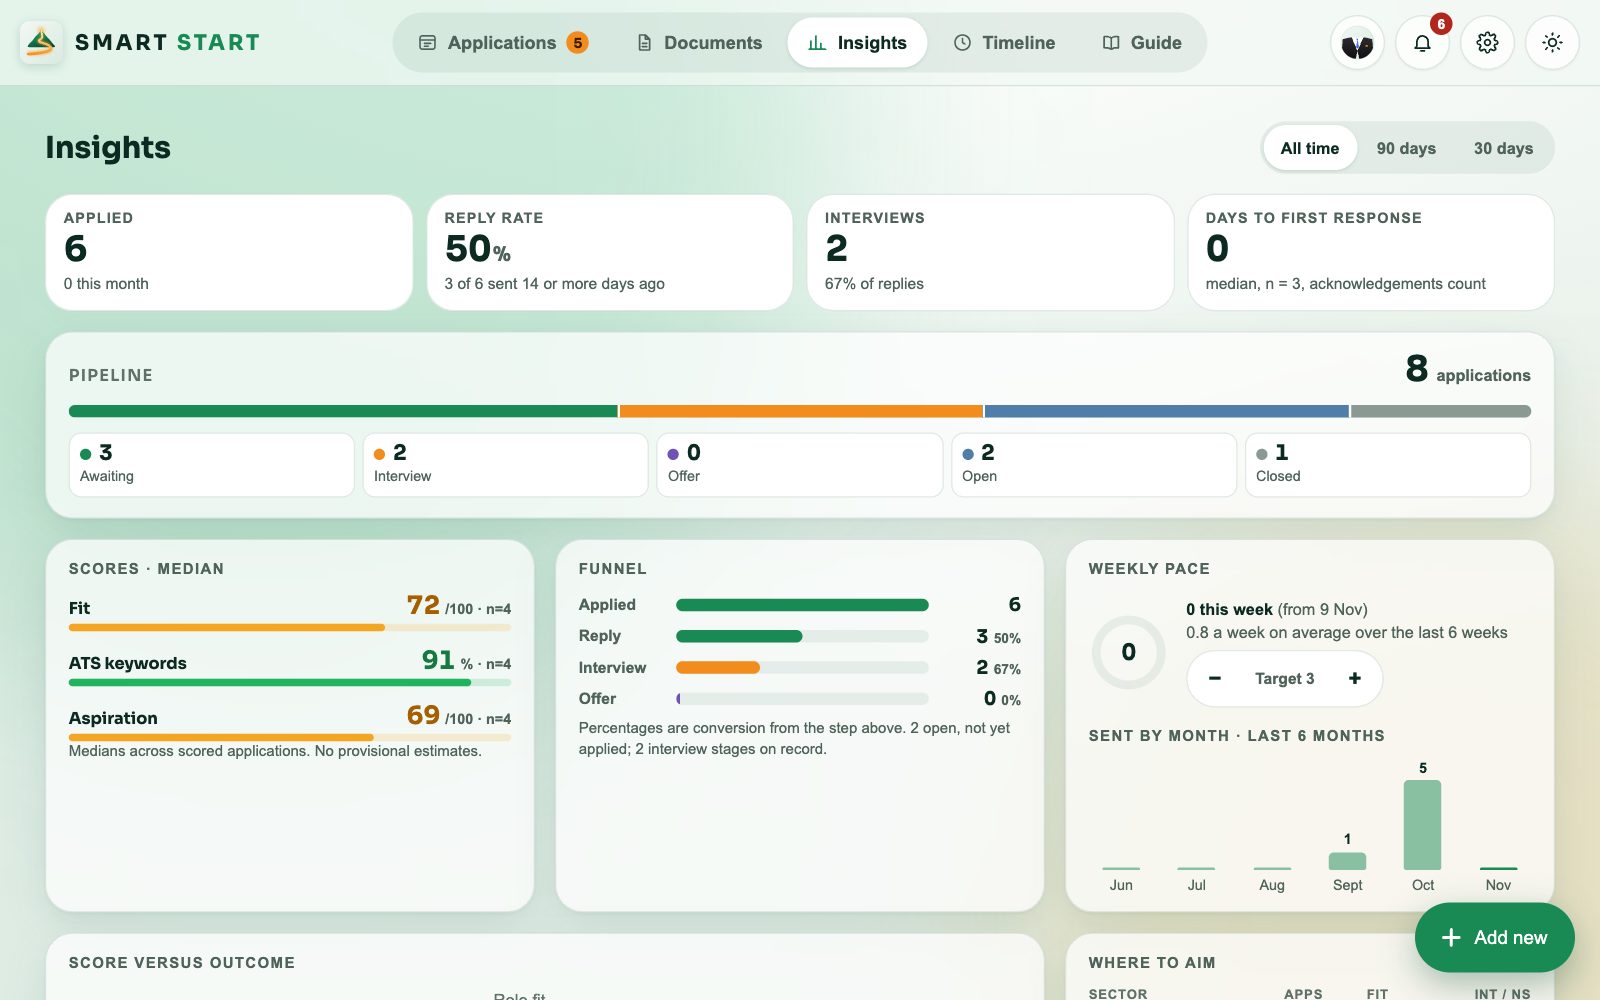 SMART START
Applications 5
Documents
Insights
Timeline
Guide
6
Insights
All time
90 days
30 days
APPLIED
6
0 this month
REPLY RATE
50%
3 of 6 sent 14 or more days ago
INTERVIEWS
2
67% of replies
DAYS TO FIRST RESPONSE
0
median, n = 3, acknowledgements count
PIPELINE
8 applications
3
Awaiting
2
Interview
0
Offer
2
Open
1
Closed
SCORES · MEDIAN
Fit 72 /100 · n=4
ATS keywords 91 % · n=4
Aspiration 69 /100 · n=4
Medians across scored applications. No provisional estimates.
FUNNEL
Applied 6
Reply 3 50%
Interview 2 67%
Offer 0 0%
Percentages are conversion from the step above. 2 open, not yet
applied; 2 interview stages on record.
WEEKLY PACE
0
0 this week (from 9 Nov)
0.8 a week on average over the last 6 weeks
− Target 3 +
SENT BY MONTH · LAST 6 MONTHS
5
1
Jun Jul Aug Sept Oct Nov
+ Add new
SCORE VERSUS OUTCOME
Role fit
WHERE TO AIM
SECTOR APPS FIT INT / NS